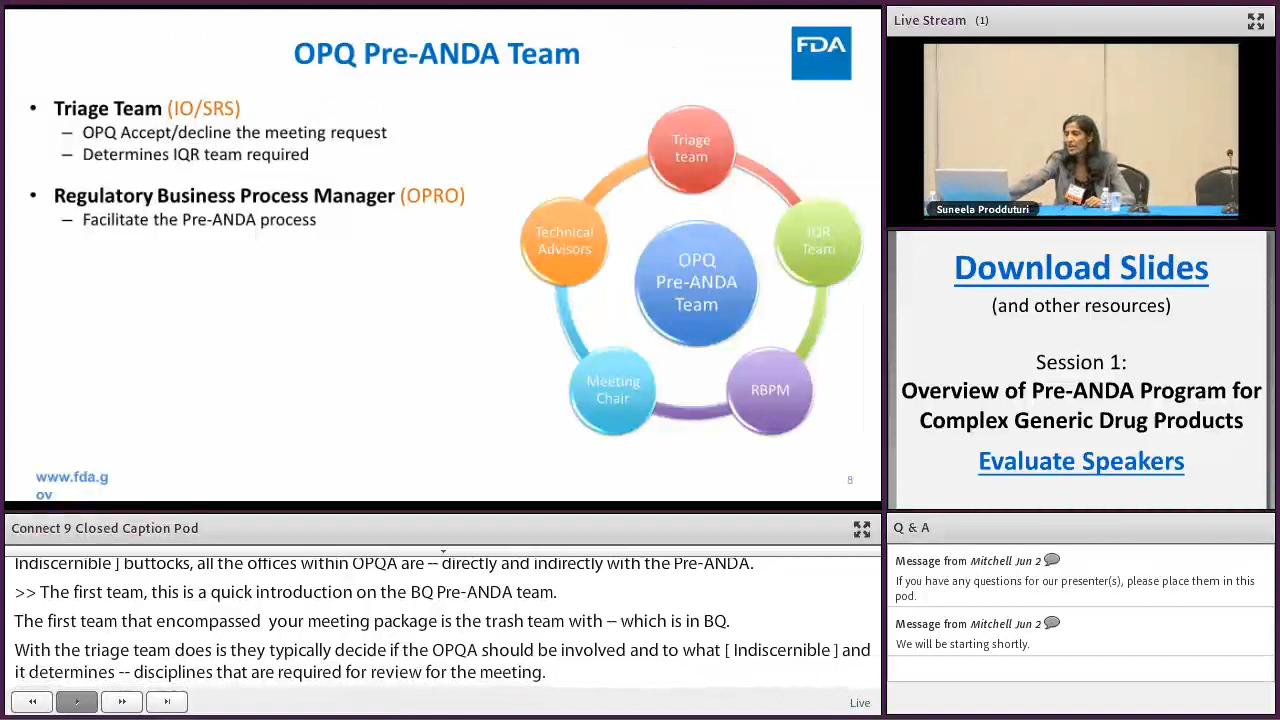 OPQ Pre-ANDA Team
FDA
• Triage Team (IO/SRS)
– OPQ Accept/decline the meeting request
– Determines IQR team required
• Regulatory Business Process Manager (OPRO)
– Facilitate the Pre-ANDA process
Triage
team
Technical
Advisors
IQR
Team
OPQ
Pre-ANDA
Team
Meeting
Chair
RBPM
www.fda.g
ov
8
Live Stream (1)
Suneela Prodduturi
Download Slides
(and other resources)
Session 1:
Overview of Pre-ANDA Program for
Complex Generic Drug Products
Evaluate Speakers
Connect 9 Closed Caption Pod
Indiscernible ] buttocks, all the offices within OPQA are -- directly and indirectly with the Pre-ANDA.
>> The first team, this is a quick introduction on the BQ Pre-ANDA team.
The first team that encompassed your meeting package is the trash team with -- which is in BQ.
With the triage team does is they typically decide if the OPQA should be involved and to what [ Indiscernible ] and
it determines -- disciplines that are required for review for the meeting.
Live
Q & A
Message from Mitchell Jun 2
If you have any questions for our presenter(s), please place them in this
pod.
Message from Mitchell Jun 2
We will be starting shortly.